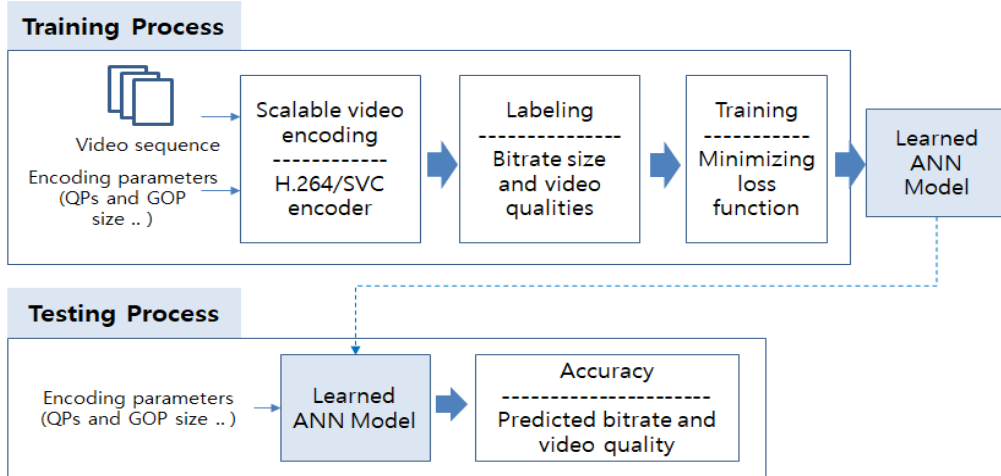 Training Process
Video sequence
Encoding parameters
(QPs and GOP
size .. )
Scalable video
encoding
------------
H.264/SVC
encoder
Labeling
---------------
Bitrate size
and video
qualities
Training
-----------
Minimizing
loss
function
Learned
ANN
Model
Testing Process
Encoding parameters
(QPs and GOP size .. )
Learned
ANN Model
Accuracy
----------------------
Predicted bitrate and
video quality